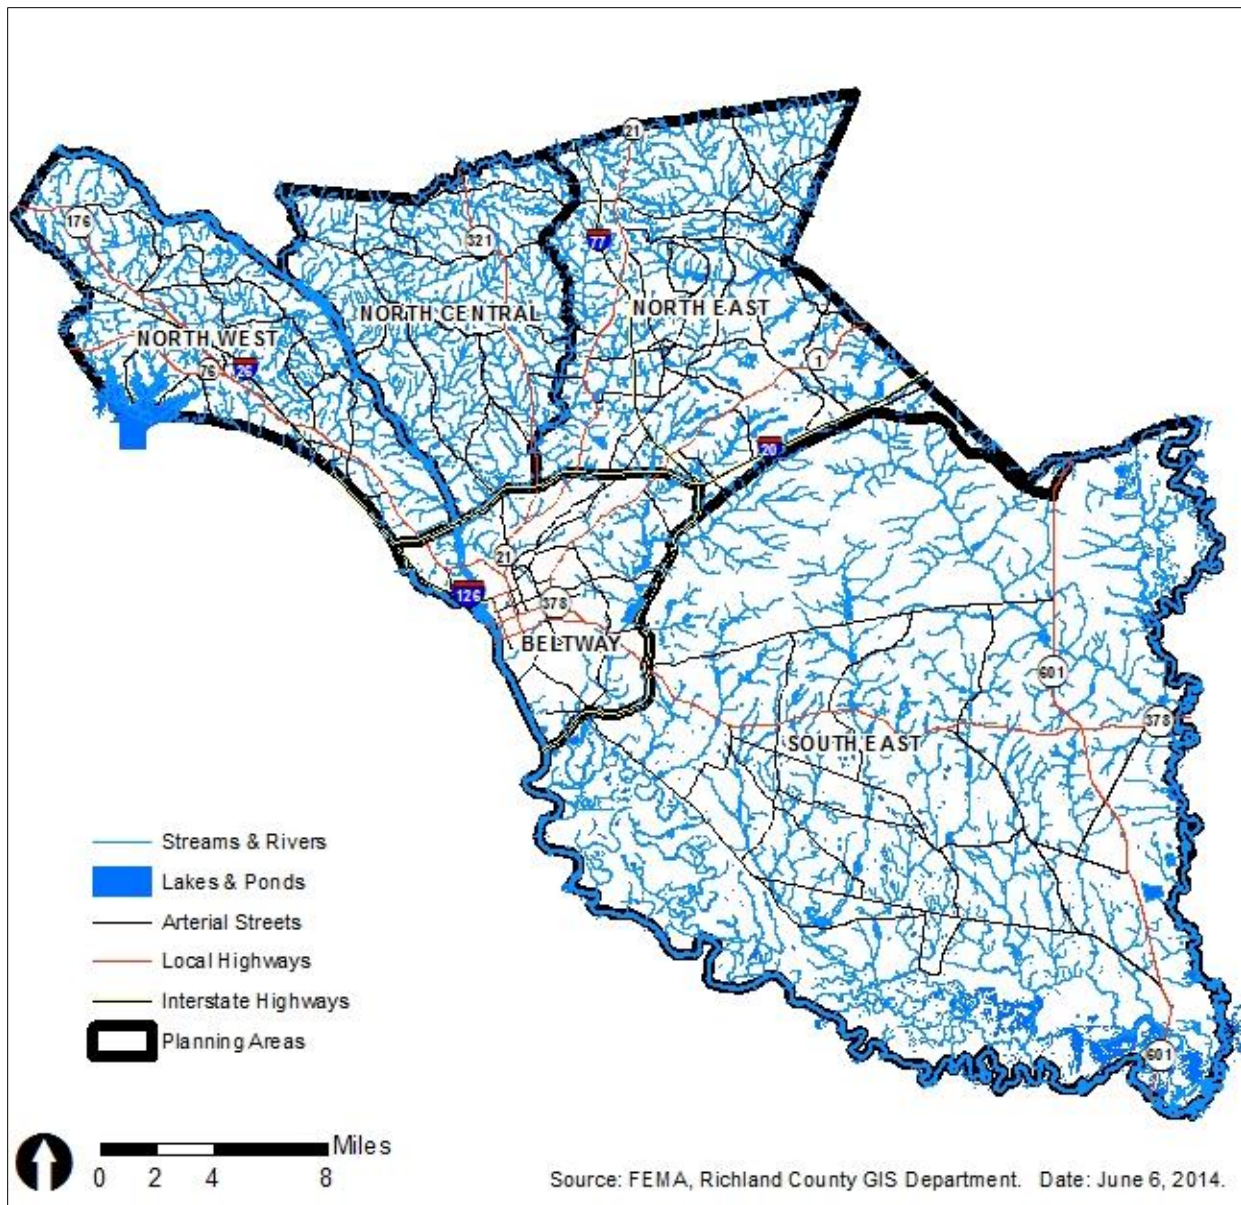 21
176
321
77
NORTH CENTRAL
NORTH EAST
NORTH WEST
1
76
26
20
21
126
378
BELTWAY
601
378
SOUTH EAST
Streams & Rivers
Lakes & Ponds
Arterial Streets
Local Highways
Interstate Highways
Planning Areas
601
Miles
0 2 4 8
Source: FEMA, Richland County GIS Department. Date: June 6, 2014.